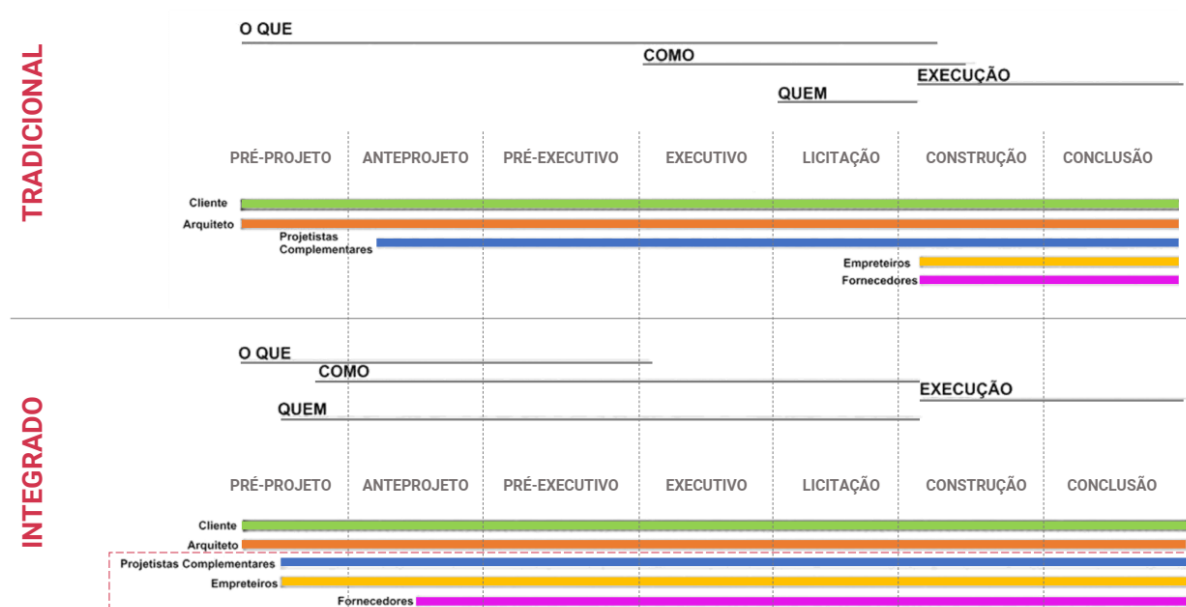 TRADICIONAL
O QUE
COMO
EXECUÇÃO
QUEM
PRÉ-PROJETO ANTEPROJETO PRÉ-EXECUTIVO EXECUTIVO LICITAÇÃO CONSTRUÇÃO CONCLUSÃO
Cliente
Arquiteto
Projetistas
Complementares
Empreteiros
Fornecedores
INTEGRADO
O QUE
COMO
EXECUÇÃO
QUEM
PRÉ-PROJETO ANTEPROJETO PRÉ-EXECUTIVO EXECUTIVO LICITAÇÃO CONSTRUÇÃO CONCLUSÃO
Cliente
Arquiteto
Projetistas Complementares
Empreteiros
Fornecedores